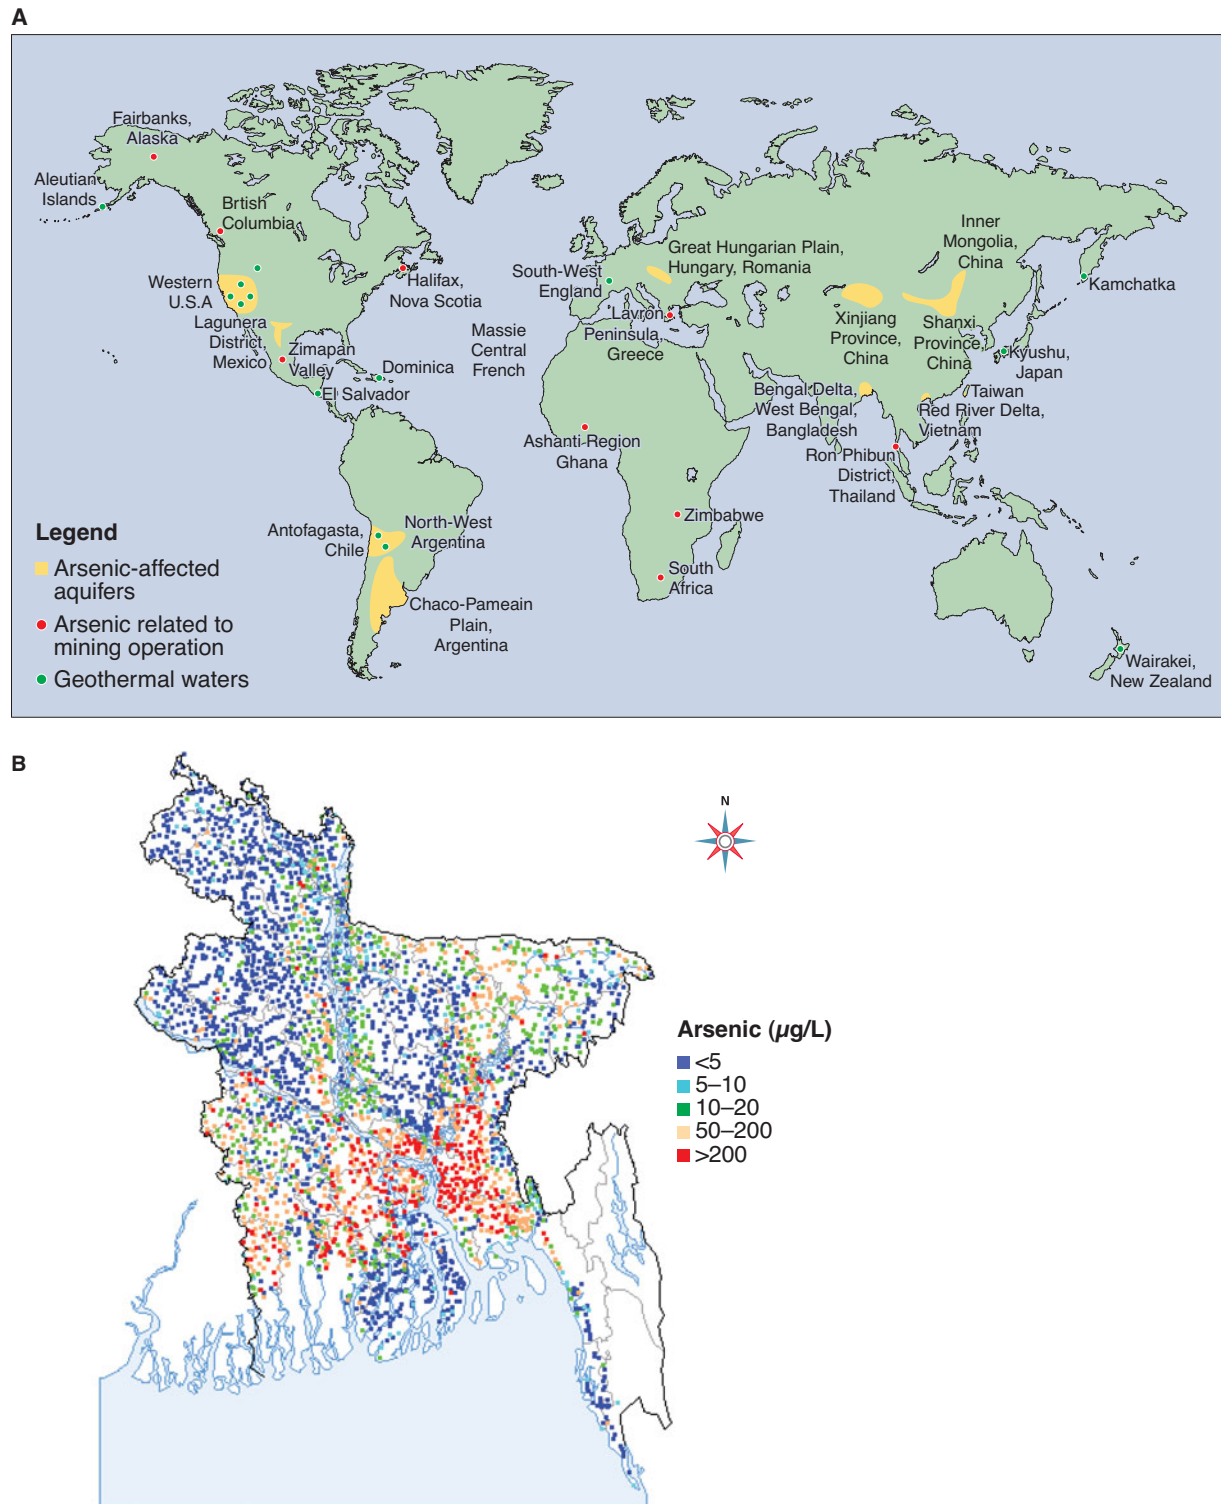 A
Fairbanks,
Alaska
Aleutian
Islands
Brtish
Columbia
Western
U.S.A
Halifax,
Nova Scotia
Lagunera
District,
Mexico
Zimapan
Valley
Dominica
El Salvador
Massie
Central
French
South-West
England
Great Hungarian Plain,
Hungary, Romania
Lavron
Peninsula,
Greece
Inner
Mongolia,
China
Kamchatka
Xinjiang
Province,
China
Shanxi
Province,
China
Kyushu,
Japan
Bengal Delta,
West Bengal,
Bangladesh
Taiwan
Red River Delta,
Vietnam
Ron Phibun
District,
Thailand
Ashanti Region
Ghana
Zimbabwe
South
Africa
Antofagasta,
Chile
North-West
Argentina
Chaco-Pameain
Plain,
Argentina
Wairakei,
New Zealand
Legend
Arsenic-affected
aquifers
Arsenic related to
mining operation
Geothermal waters
B
N
Arsenic (µg/L)
<5
5–10
10–20
50–200
>200